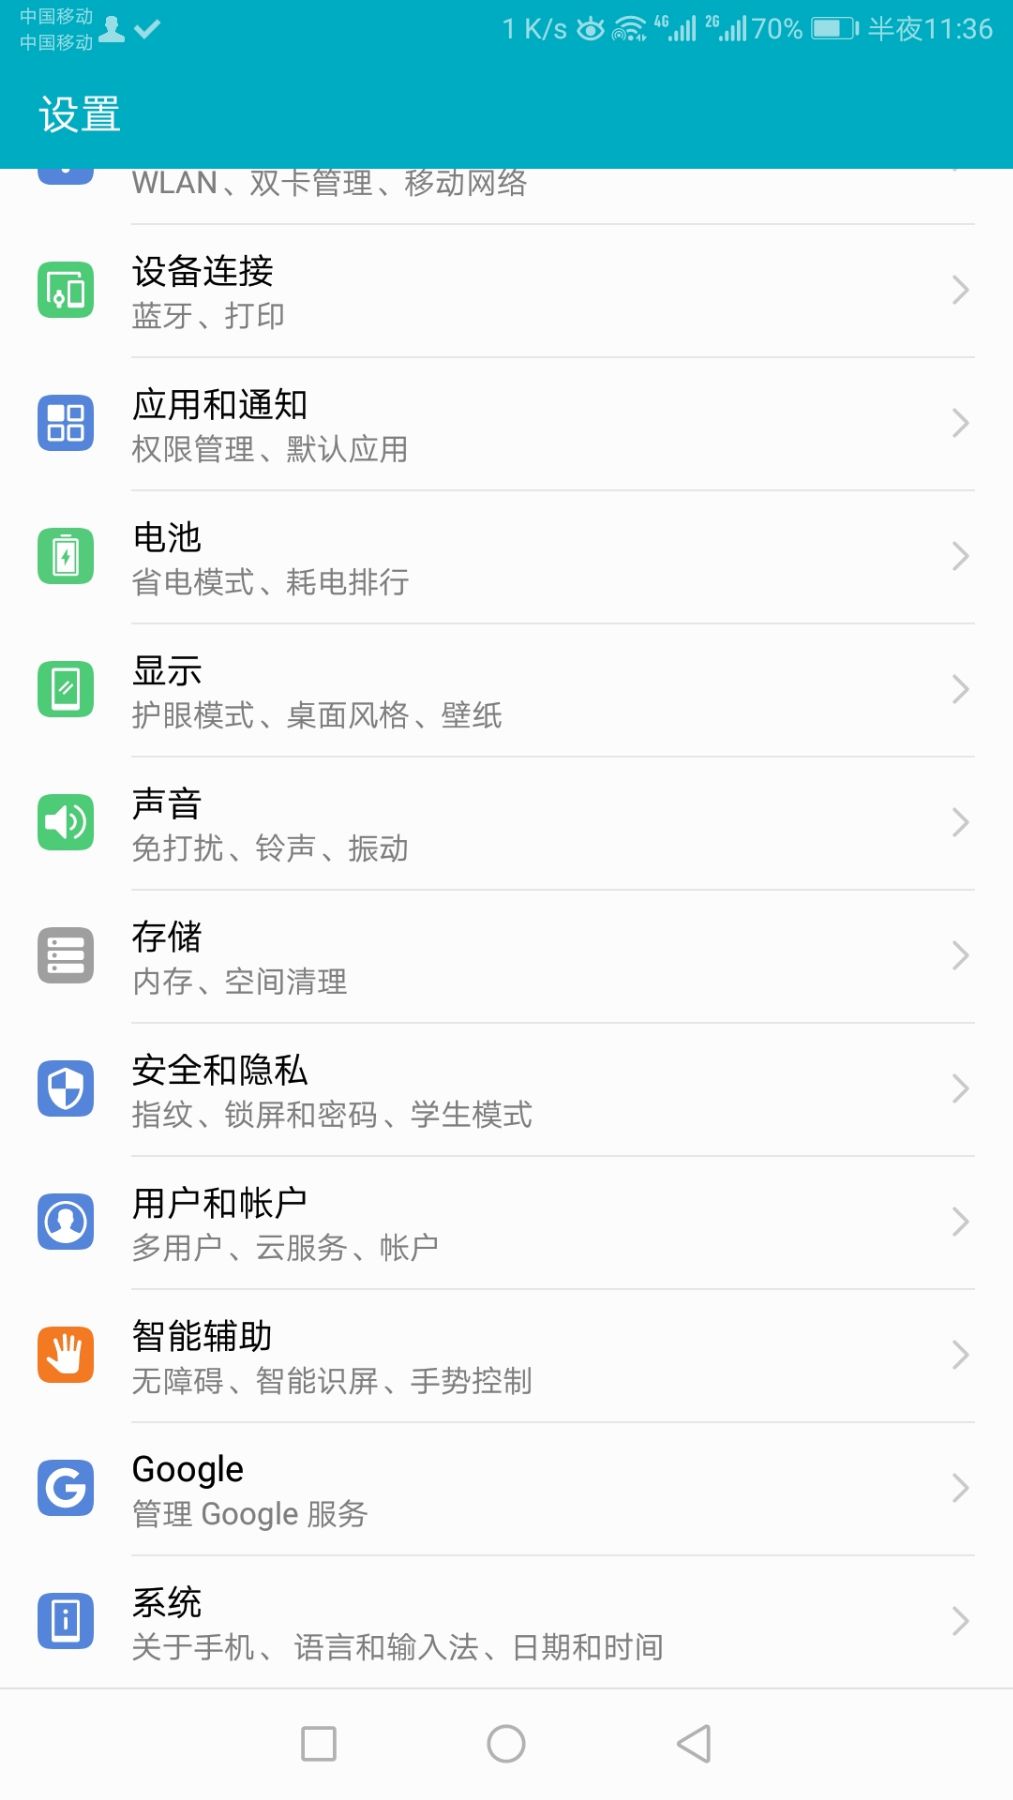 中国移动
中国移动
1 K/s 4G 2G 70% 半夜11:36
设置
WLAN、双卡管理、移动网络
设备连接
蓝牙、打印
应用和通知
权限管理、默认应用
电池
省电模式、耗电排行
显示
护眼模式、桌面风格、壁纸
声音
免打扰、铃声、振动
存储
内存、空间清理
安全和隐私
指纹、锁屏和密码、学生模式
用户和帐户
多用户、云服务、帐户
智能辅助
无障碍、智能识屏、手势控制
Google
管理 Google 服务
系统
关于手机、 语言和输入法、日期和时间